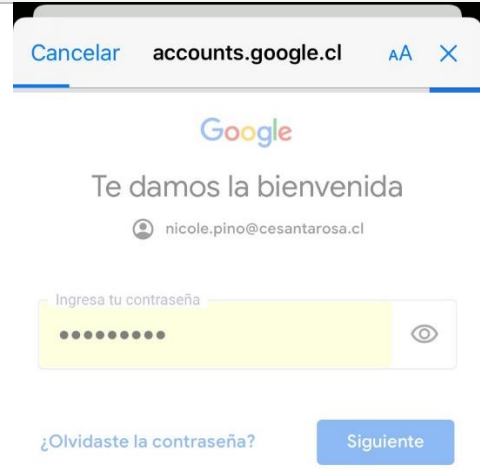 Cancelar accounts.google.cl AA
Google
Te damos la bienvenida
nicole.pino@cesantarosa.cl
Ingresa tu contraseña
•••••••••
¿Olvidaste la contraseña? Siguiente